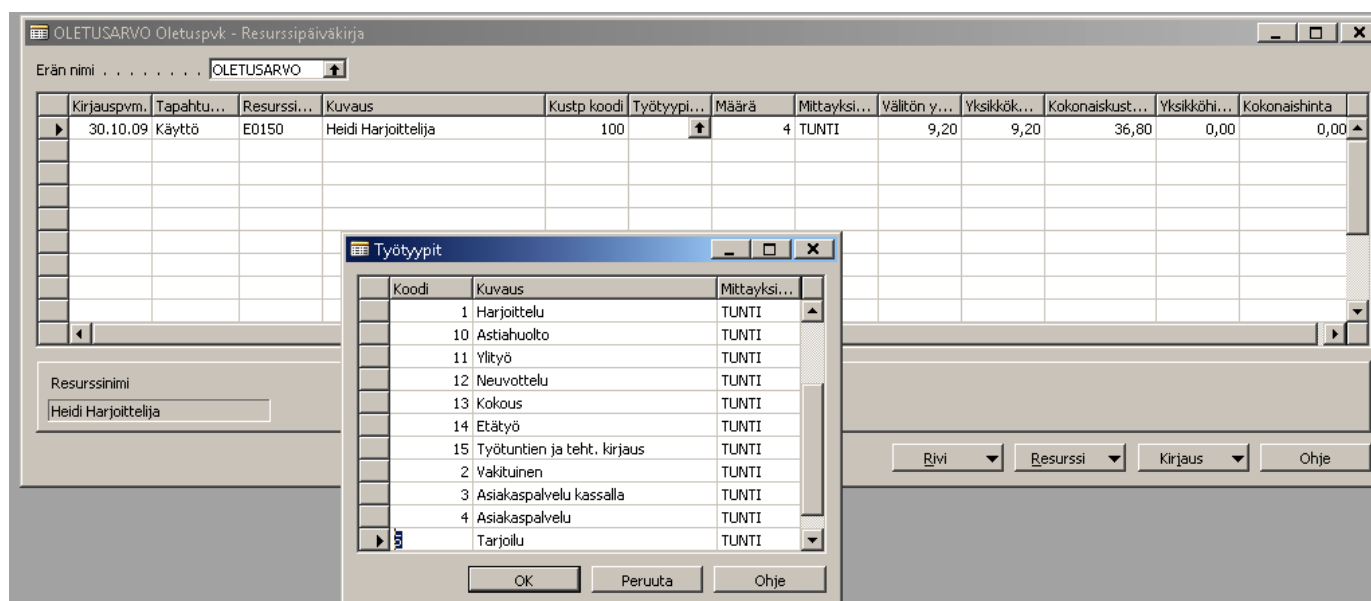 OLETUSARVO Oletuspvk - Resurssipäiväkirja
Erän nimi . . . . . . . . OLETUSARVO
Kirjauspvm. Tapahtu... Resurssi... Kuvaus Kustp koodi Työtyypi... Määrä Mittayksi... Välitön y... Yksikkök... Kokonaiskust... Yksikköhi... Kokonaishinta
30.10.09 Käyttö E0150 Heidi Harjoittelija 100 4 TUNTI 9,20 9,20 36,80 0,00 0,00
Työtyypit
Koodi Kuvaus Mittayksi...
1 Harjoittelu TUNTI
10 Astiahuolto TUNTI
11 Ylityö TUNTI
12 Neuvottelu TUNTI
13 Kokous TUNTI
14 Etätyö TUNTI
15 Työtuntien ja teht. kirjaus TUNTI
2 Vakituinen TUNTI
3 Asiakaspalvelu kassalla TUNTI
4 Asiakaspalvelu TUNTI
5 Tarjoilu TUNTI
OK Peruuta Ohje
Resurssinimi
Heidi Harjoittelija
Rivi Resurssi Kirjaus Ohje